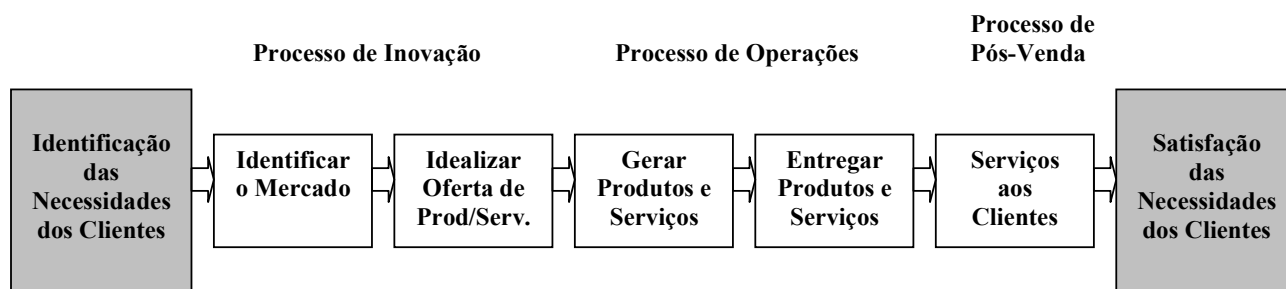 Processo de Inovação
Processo de Operações
Processo de
Pós-Venda
Identificação
das
Necessidades
dos Clientes
Identificar
o Mercado
Idealizar
Oferta de
Prod/Serv.
Gerar
Produtos e
Serviços
Entregar
Produtos e
Serviços
Serviços
aos
Clientes
Satisfação
das
Necessidades
dos Clientes